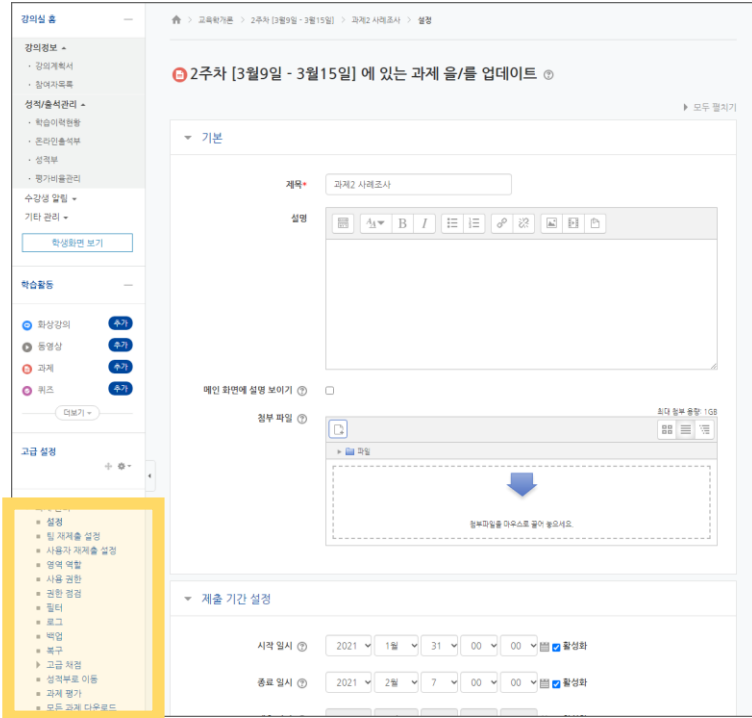 강의실 홈
강의정보
강의계획서
참여자목록
성적/출석관리
학습이력현황
온라인출석부
성적부
평가비율관리
수강생 알림
기타 관리
학생화면 보기
학습활동
화상강의 추가
동영상 추가
과제 추가
퀴즈 추가
더보기
고급 설정
설정
팀 재제출 설정
사용자 재제출 설정
영역 역할
사용 권한
권한 점검
필터
로그
백업
복구
고급 채점
성적부로 이동
과제 평가
모든 과제 다운로드
교육학개론 > 2주차 [3월9일 - 3월15일] > 과제2 사례조사 > 설정
2주차 [3월9일 - 3월15일] 에 있는 과제 을/를 업데이트
모두 펼치기
기본
제목* 과제2 사례조사
설명
B I
메인 화면에 설명 보이기
첨부 파일 최대 첨부 용량: 1GB
파일
첨부파일을 마우스로 끌어 놓으세요.
제출 기간 설정
시작 일시 2021 1월 31 00 00 활성화
종료 일시 2021 2월 7 00 00 활성화